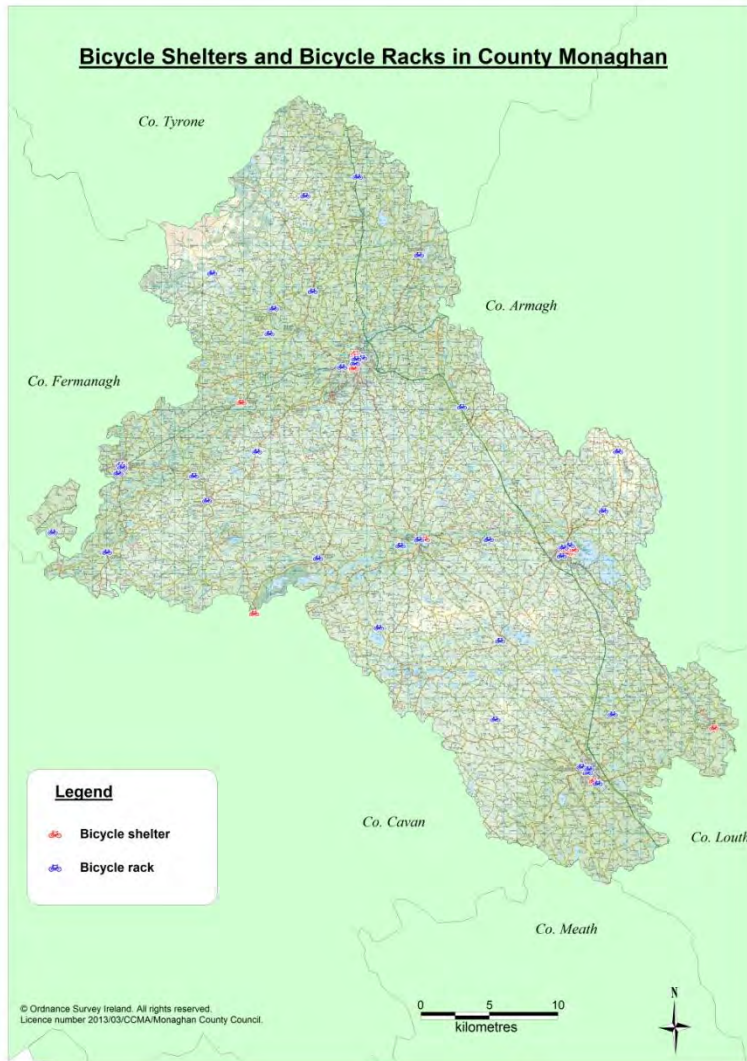 Bicycle Shelters and Bicycle Racks in County Monaghan
Co. Tyrone
Co. Armagh
Co. Fermanagh
Legend
Bicycle shelter
Bicycle rack
Co. Cavan
Co. Louth
Co. Meath
© Ordnance Survey Ireland. All rights reserved.
Licence number 2013/03/CCMA/Monaghan County Council.
0 5 10
kilometres
N